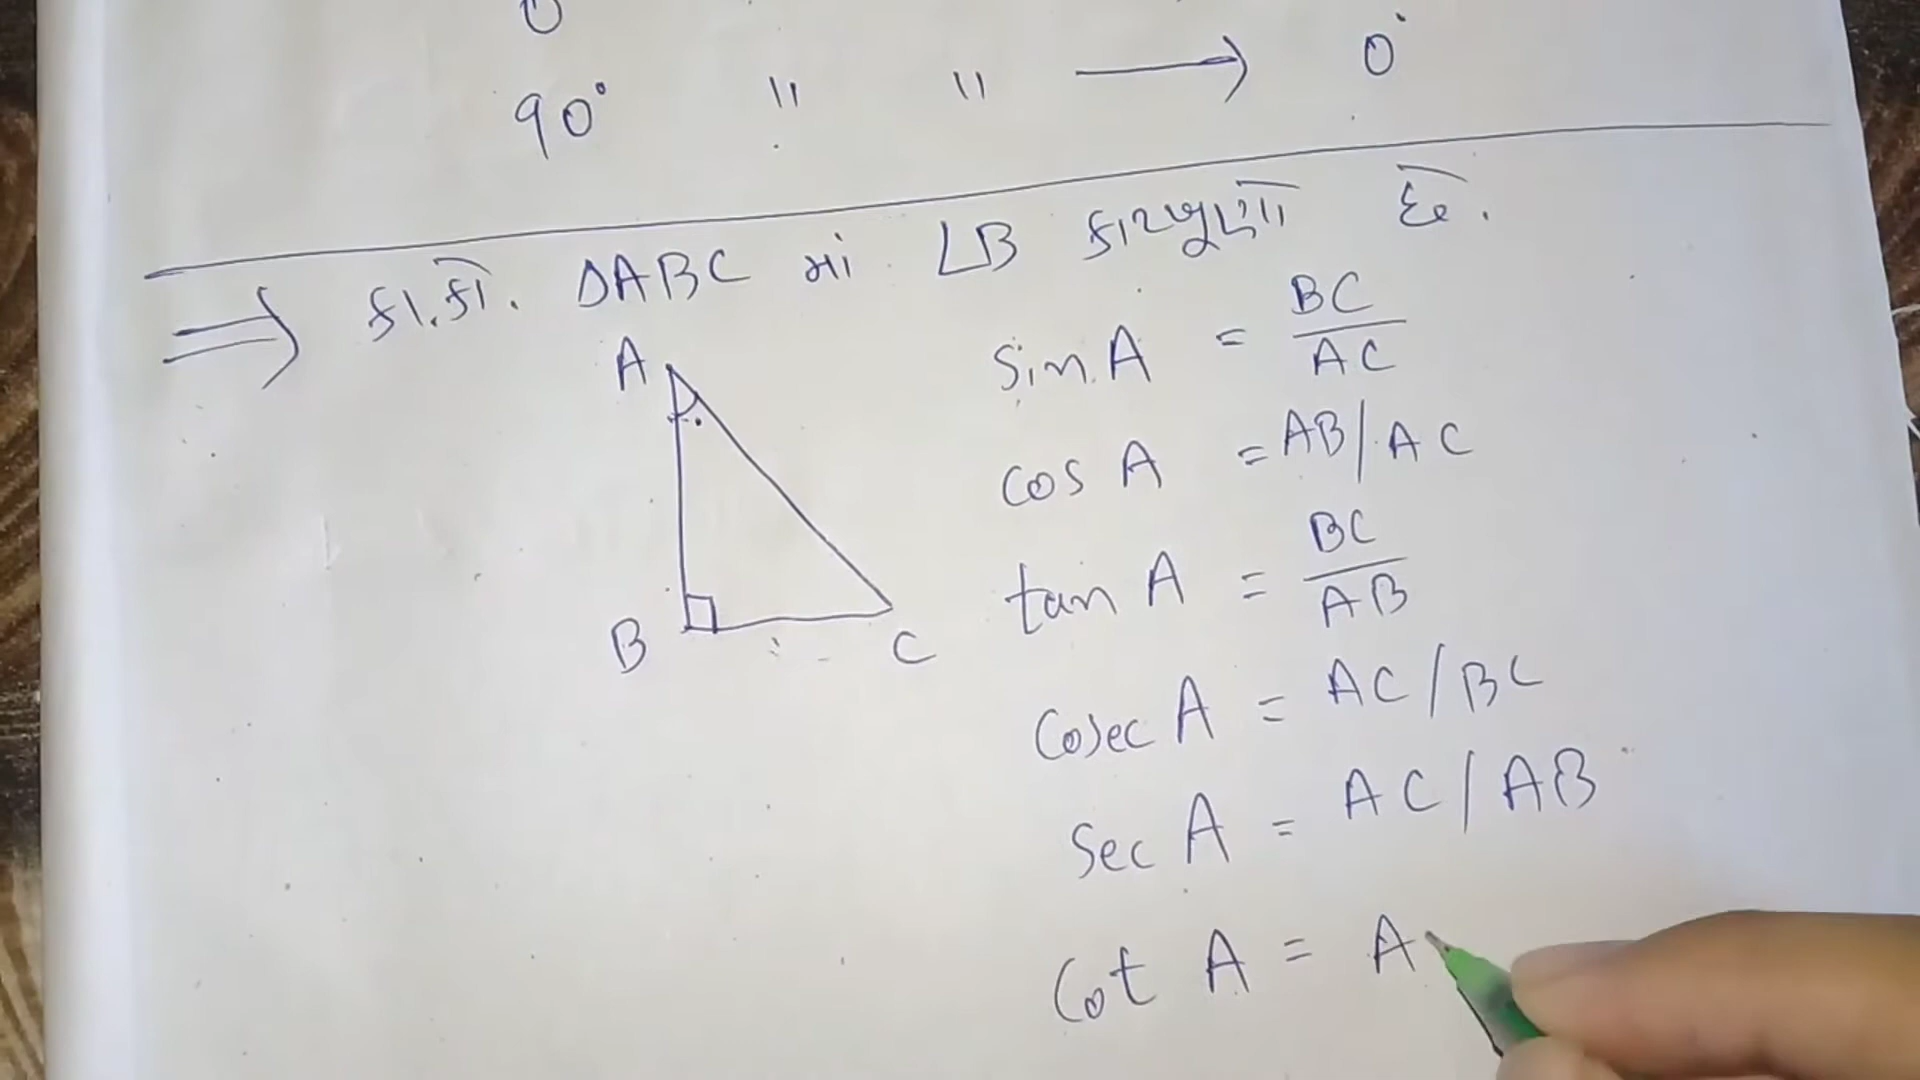 0
90° " " → 0°
⇒ કા.કો. ΔABC માં ∠B કાટખૂણો છે.
A
B
C
Sin A = BC/AC
cos A = AB/AC
tan A = BC/AB
Cosec A = AC/BC
Sec A = AC/AB
Cot A = A